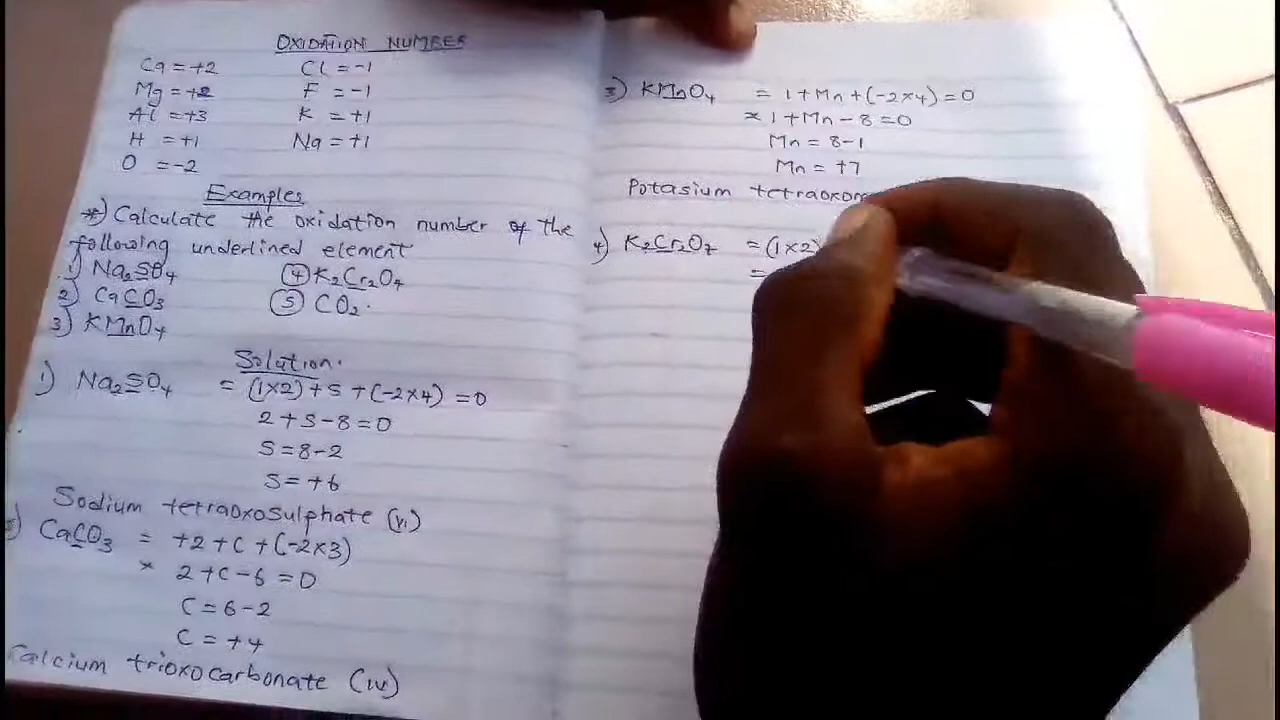 OXIDATION NUMBER
Ca = +2 Cl = -1
Mg = +2 F = -1
Al = +3 K = +1
H = +1 Na = +1
O = -2
Examples
*) Calculate the oxidation number of the
following underlined element
1) Na₂SO₄ (4) K₂Cr₂O₇
2) CaCO₃ (5) CO₂.
3) KMnO₄
Solution.
1) Na₂SO₄ = (1×2) + S + (-2×4) = 0
2 + S - 8 = 0
S = 8 - 2
S = +6
Sodium tetraoxosulphate (vi)
2) CaCO₃ = +2 + C + (-2×3)
* 2 + C - 6 = 0
C = 6 - 2
C = +4
Calcium trioxocarbonate (iv)
3) KMnO₄ = 1 + Mn + (-2×4) = 0
* 1 + Mn - 8 = 0
Mn = 8 - 1
Mn = +7
Potasium
4) K₂Cr₂O₇ = (1×2)
=